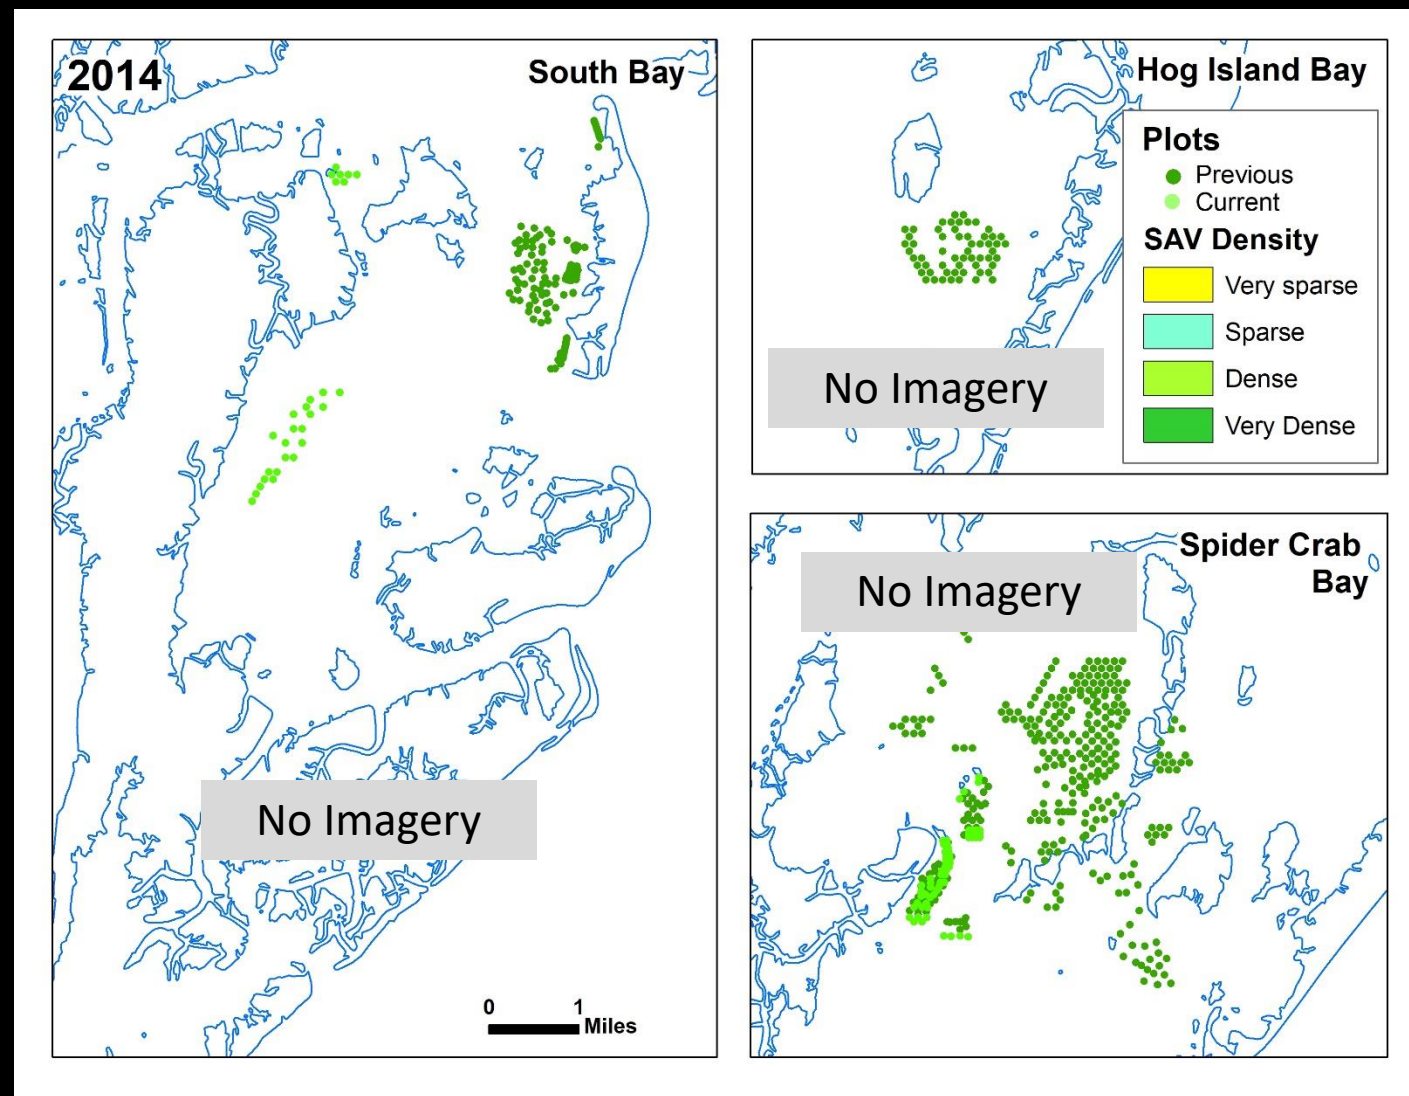 2014
South Bay
No Imagery
0 1
Miles
Hog Island Bay
Plots
Previous
Current
SAV Density
Very sparse
Sparse
Dense
Very Dense
No Imagery
Spider Crab
Bay
No Imagery